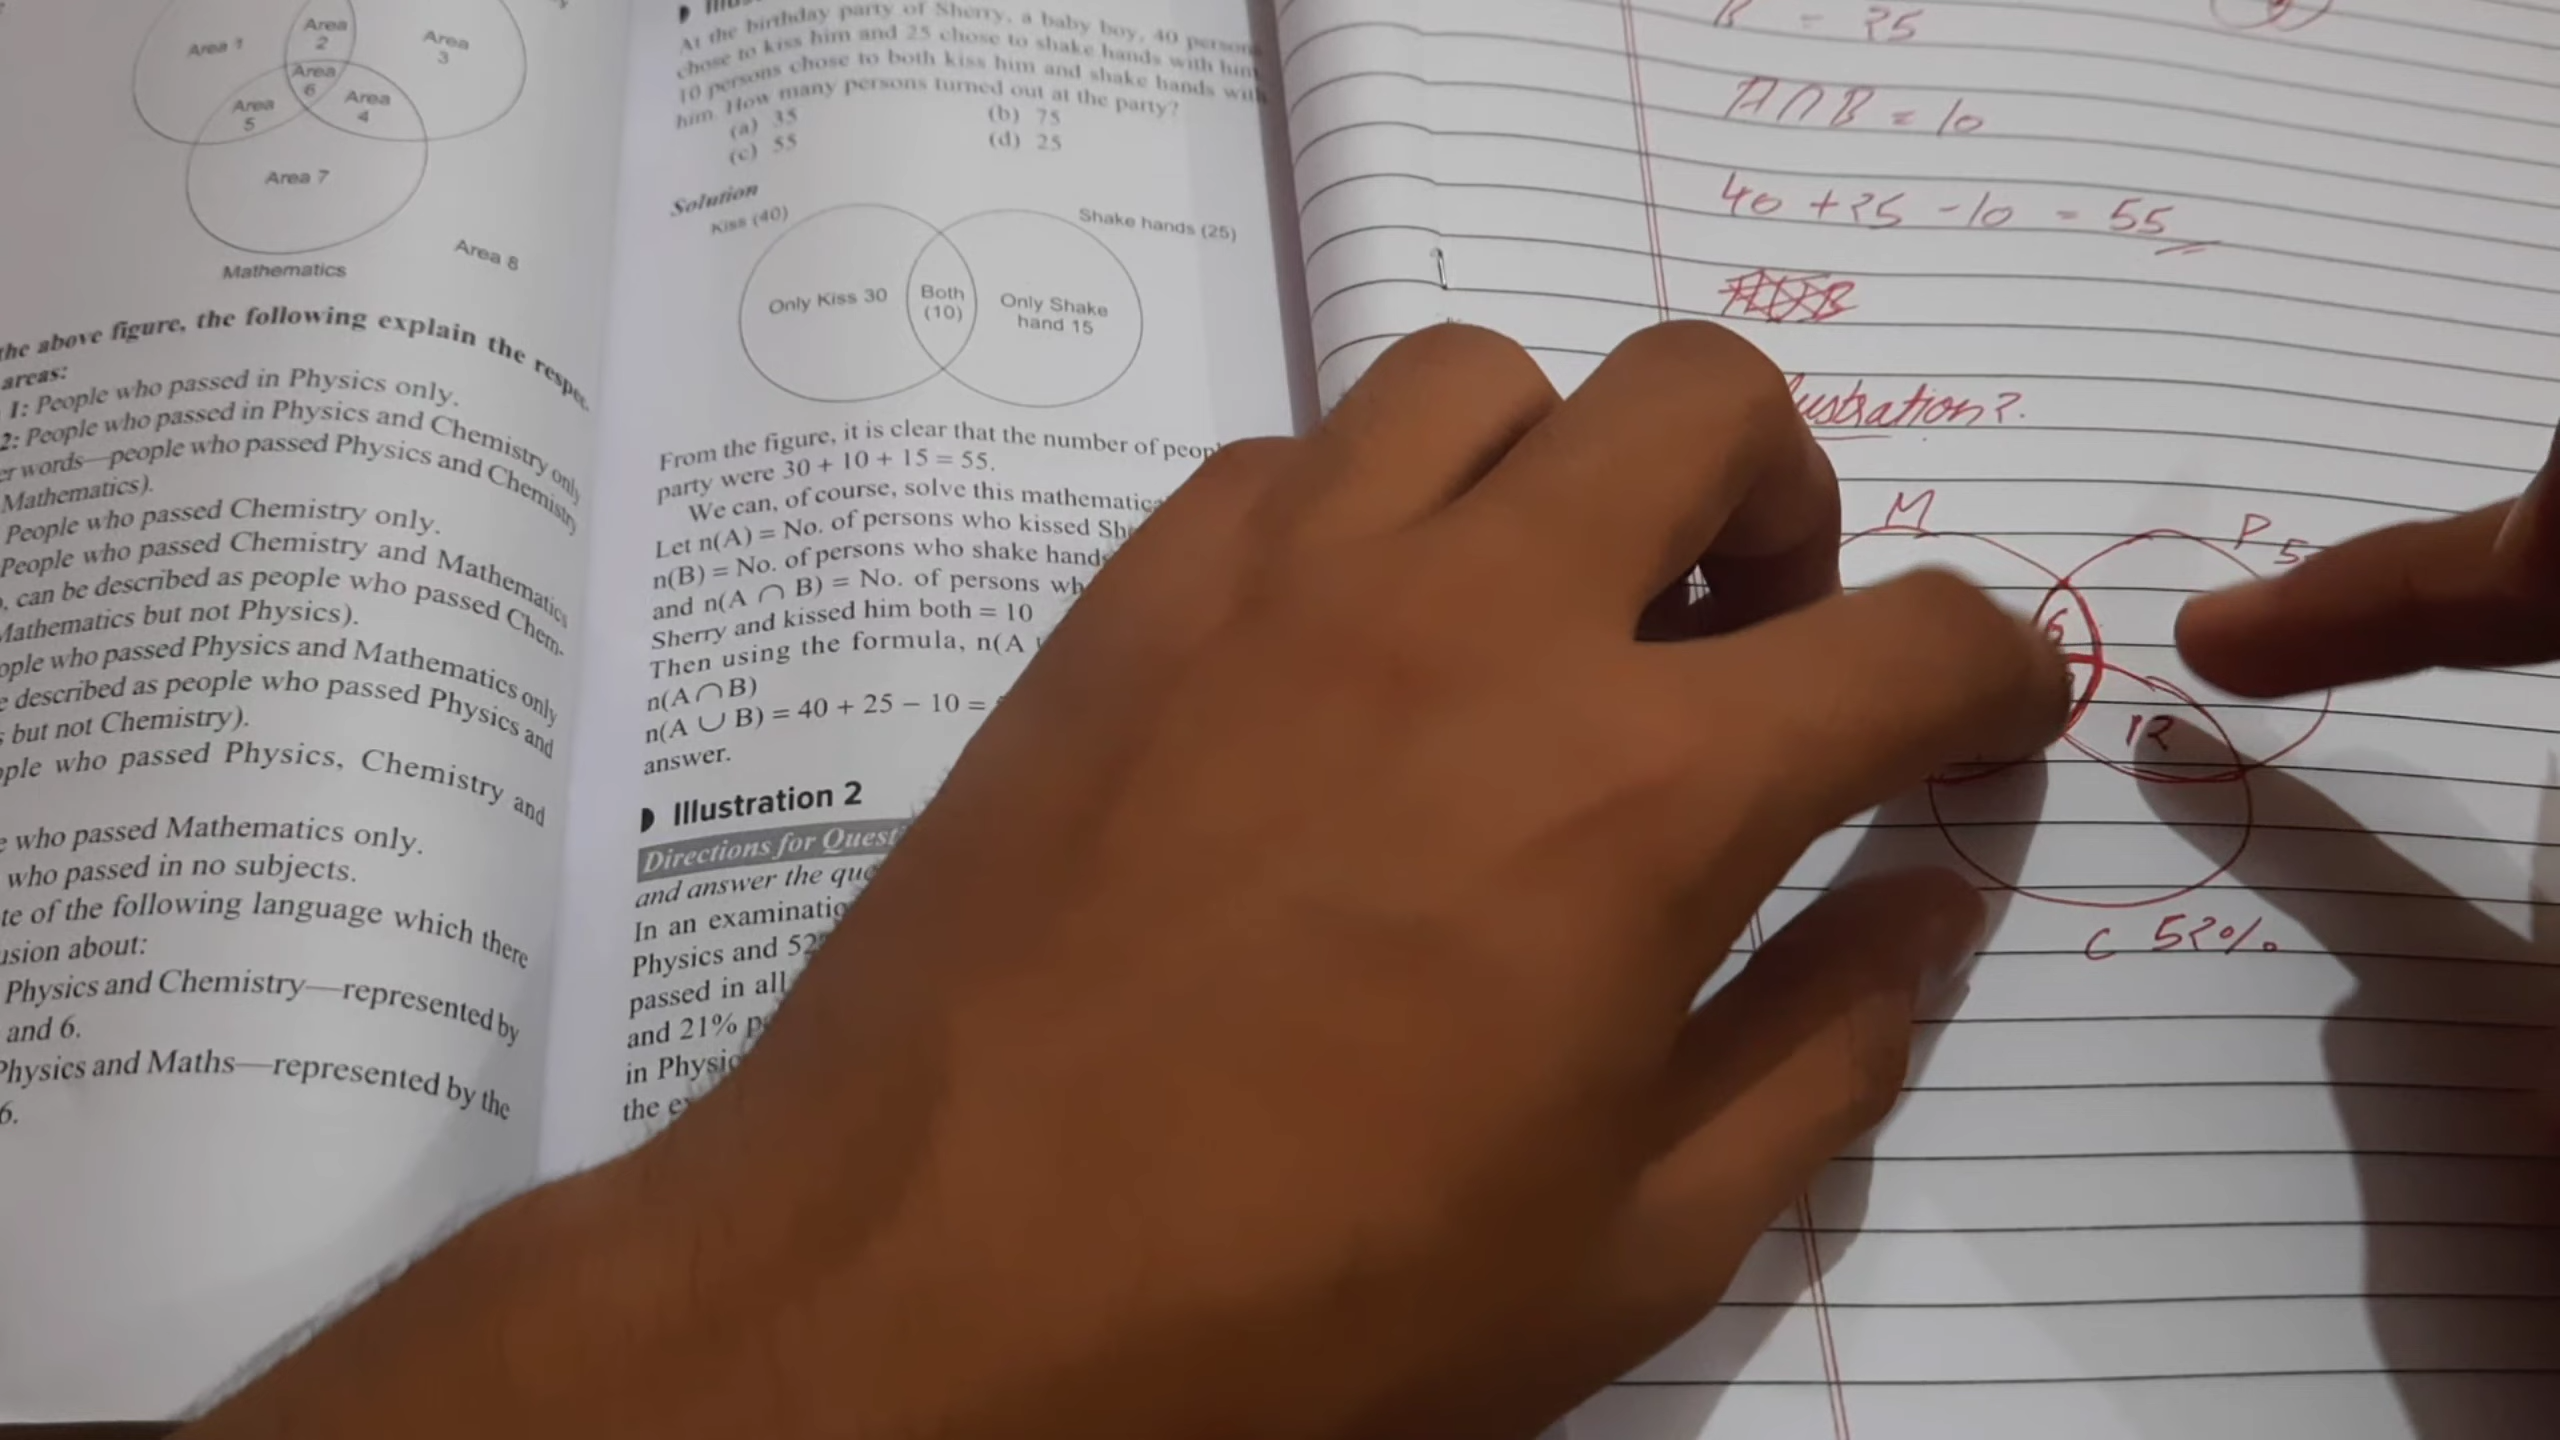 Area 1
Area
2
Area
3
Area
6
Area
5
Area
4
Area 7
Area 8
Mathematics
the above figure, the following explain the
areas:
1: People who passed in Physics only.
2: People who passed in Physics and Chemistry only
er words—people who passed Physics and Chemistry
Mathematics).
People who passed Chemistry only.
People who passed Chemistry and Mathematics
can be described as people who passed Chem-
Mathematics but not Physics).
ople who passed Physics and Mathematics only
e described as people who passed Physics and
s but not Chemistry).
ople who passed Physics, Chemistry and
e who passed Mathematics only.
who passed in no subjects.
te of the following language which there
usion about:
Physics and Chemistry—represented by
and 6.
Physics and Maths—represented by the
6.
At the birthday party of Sherry, a baby boy, 40 persons
chose to kiss him and 25 chose to shake hands with him.
10 persons chose to both kiss him and shake hands with
him. How many persons turned out at the party?
(a) 35
(b) 75
(c) 55
(d) 25
Solution
Kiss (40)
Shake hands (25)
Only Kiss 30
Both
(10)
Only Shake
hand 15
From the figure, it is clear that the number of peop
party were 30 + 10 + 15 = 55.
We can, of course, solve this mathematic
Let n(A) = No. of persons who kissed Sh
n(B) = No. of persons who shake hand
and n(A ∩ B) = No. of persons wh
Sherry and kissed him both = 10
Then using the formula, n(A
n(A∩B)
n(A ∪ B) = 40 + 25 − 10 =
answer.
Illustration 2
Directions for Quest
and answer the que
In an examinatio
Physics and 52
passed in all
and 21% p
in Physic
the ex
= 25
A∩B = 10
40 + 25 - 10 = 55
ustration 2.
M
P 5
6
12
C 52%